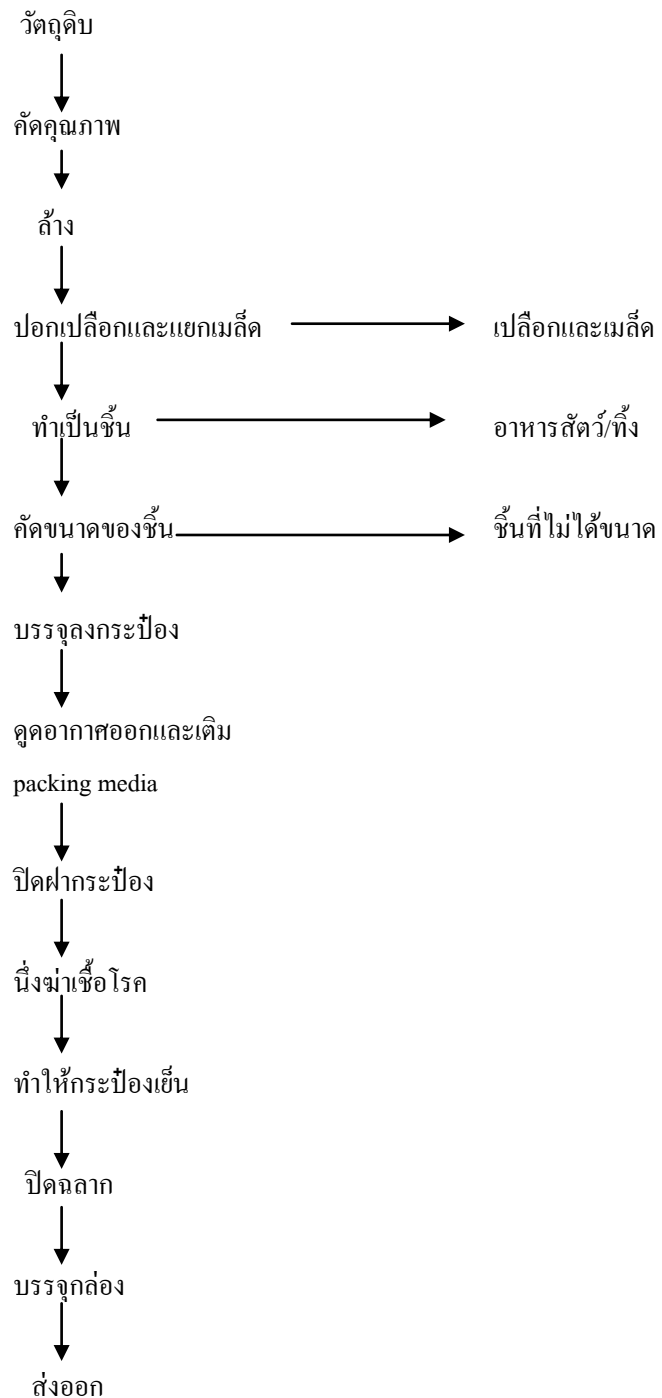 วัตถุดิบ
คัดคุณภาพ
ล้าง
ปอกเปลือกและแยกเมล็ด
เปลือกและเมล็ด
ทำเป็นชิ้น
อาหารสัตว์/ทิ้ง
คัดขนาดของชิ้น
ชิ้นที่ไม่ได้ขนาด
บรรจุลงกระป๋อง
ดูดอากาศออกและเติม
packing media
ปิดฝากระป๋อง
นึ่งฆ่าเชื้อโรค
ทำให้กระป๋องเย็น
ปิดฉลาก
บรรจุกล่อง
ส่งออก